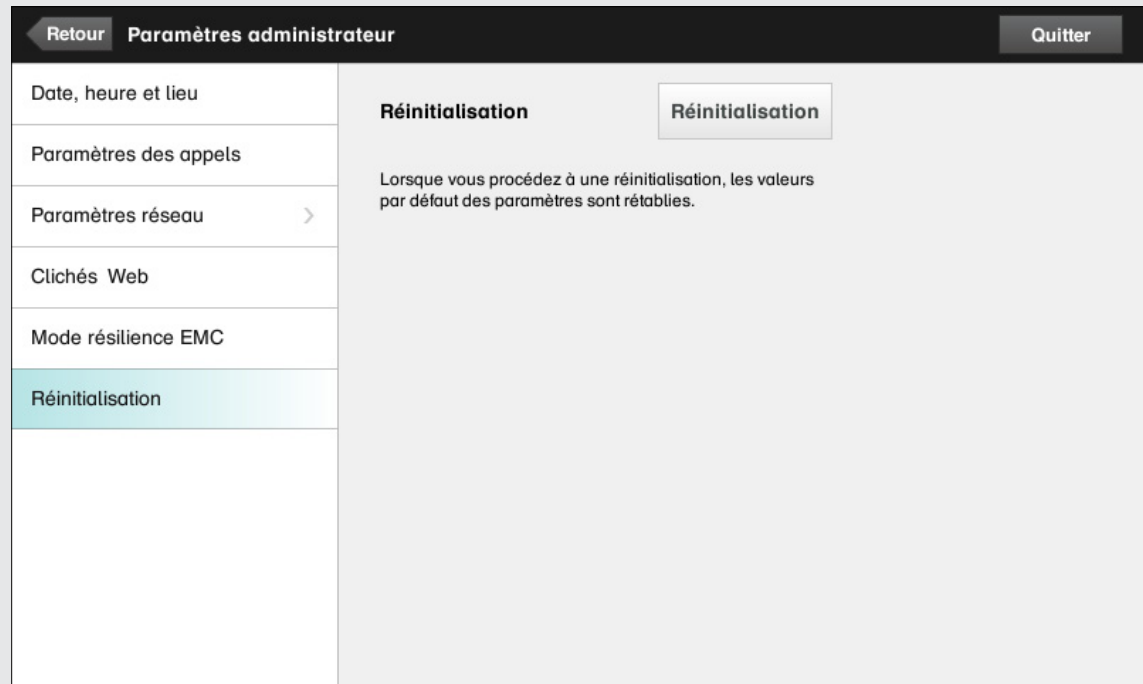 Retour Paramètres administrateur Quitter
Date, heure et lieu
Paramètres des appels
Paramètres réseau
Clichés Web
Mode résilience EMC
Réinitialisation
Réinitialisation Réinitialisation
Lorsque vous procédez à une réinitialisation, les valeurs
par défaut des paramètres sont rétablies.